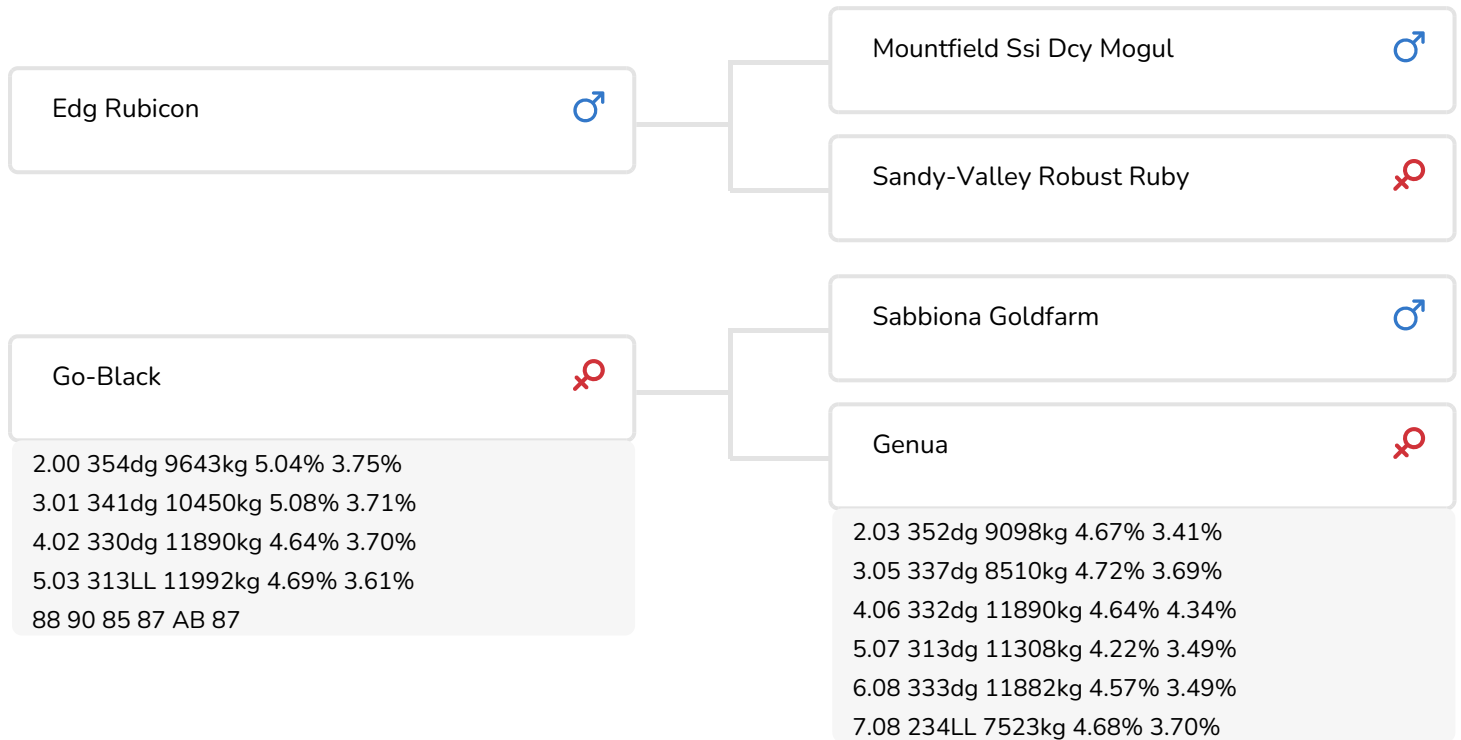 Mountfield Ssi Dcy Mogul
Edg Rubicon
Sandy-Valley Robust Ruby
Sabbiona Goldfarm
Go-Black
Genua
2.00 354dg 9643kg 5.04% 3.75%
3.01 341dg 10450kg 5.08% 3.71%
4.02 330dg 11890kg 4.64% 3.70%
5.03 313LL 11992kg 4.69% 3.61%
88 90 85 87 AB 87
2.03 352dg 9098kg 4.67% 3.41%
3.05 337dg 8510kg 4.72% 3.69%
4.06 332dg 11890kg 4.64% 4.34%
5.07 313dg 11308kg 4.22% 3.49%
6.08 333dg 11882kg 4.57% 3.49%
7.08 234LL 7523kg 4.68% 3.70%